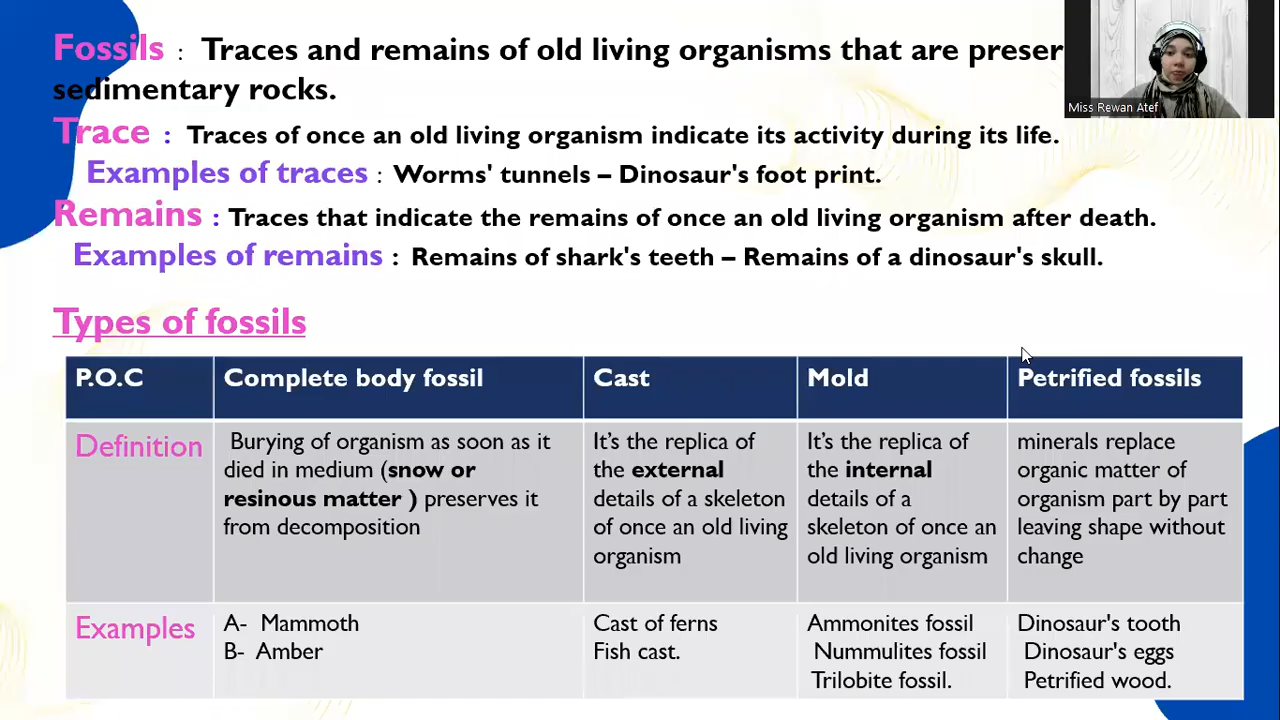 Fossils : Traces and remains of old living organisms that are preser
sedimentary rocks.
Miss Rewan Atef
Trace : Traces of once an old living organism indicate its activity during its life.
Examples of traces : Worms' tunnels – Dinosaur's foot print.
Remains : Traces that indicate the remains of once an old living organism after death.
Examples of remains : Remains of shark's teeth – Remains of a dinosaur's skull.
Types of fossils
P.O.C
Complete body fossil
Cast
Mold
Petrified fossils
Definition
Burying of organism as soon as it
died in medium (snow or
resinous matter ) preserves it
from decomposition
It's the replica of
the external
details of a skeleton
of once an old living
organism
It's the replica of
the internal
details of a
skeleton of once an
old living organism
minerals replace
organic matter of
organism part by part
leaving shape without
change
Examples
A- Mammoth
B- Amber
Cast of ferns
Fish cast.
Ammonites fossil
Nummulites fossil
Trilobite fossil.
Dinosaur's tooth
Dinosaur's eggs
Petrified wood.